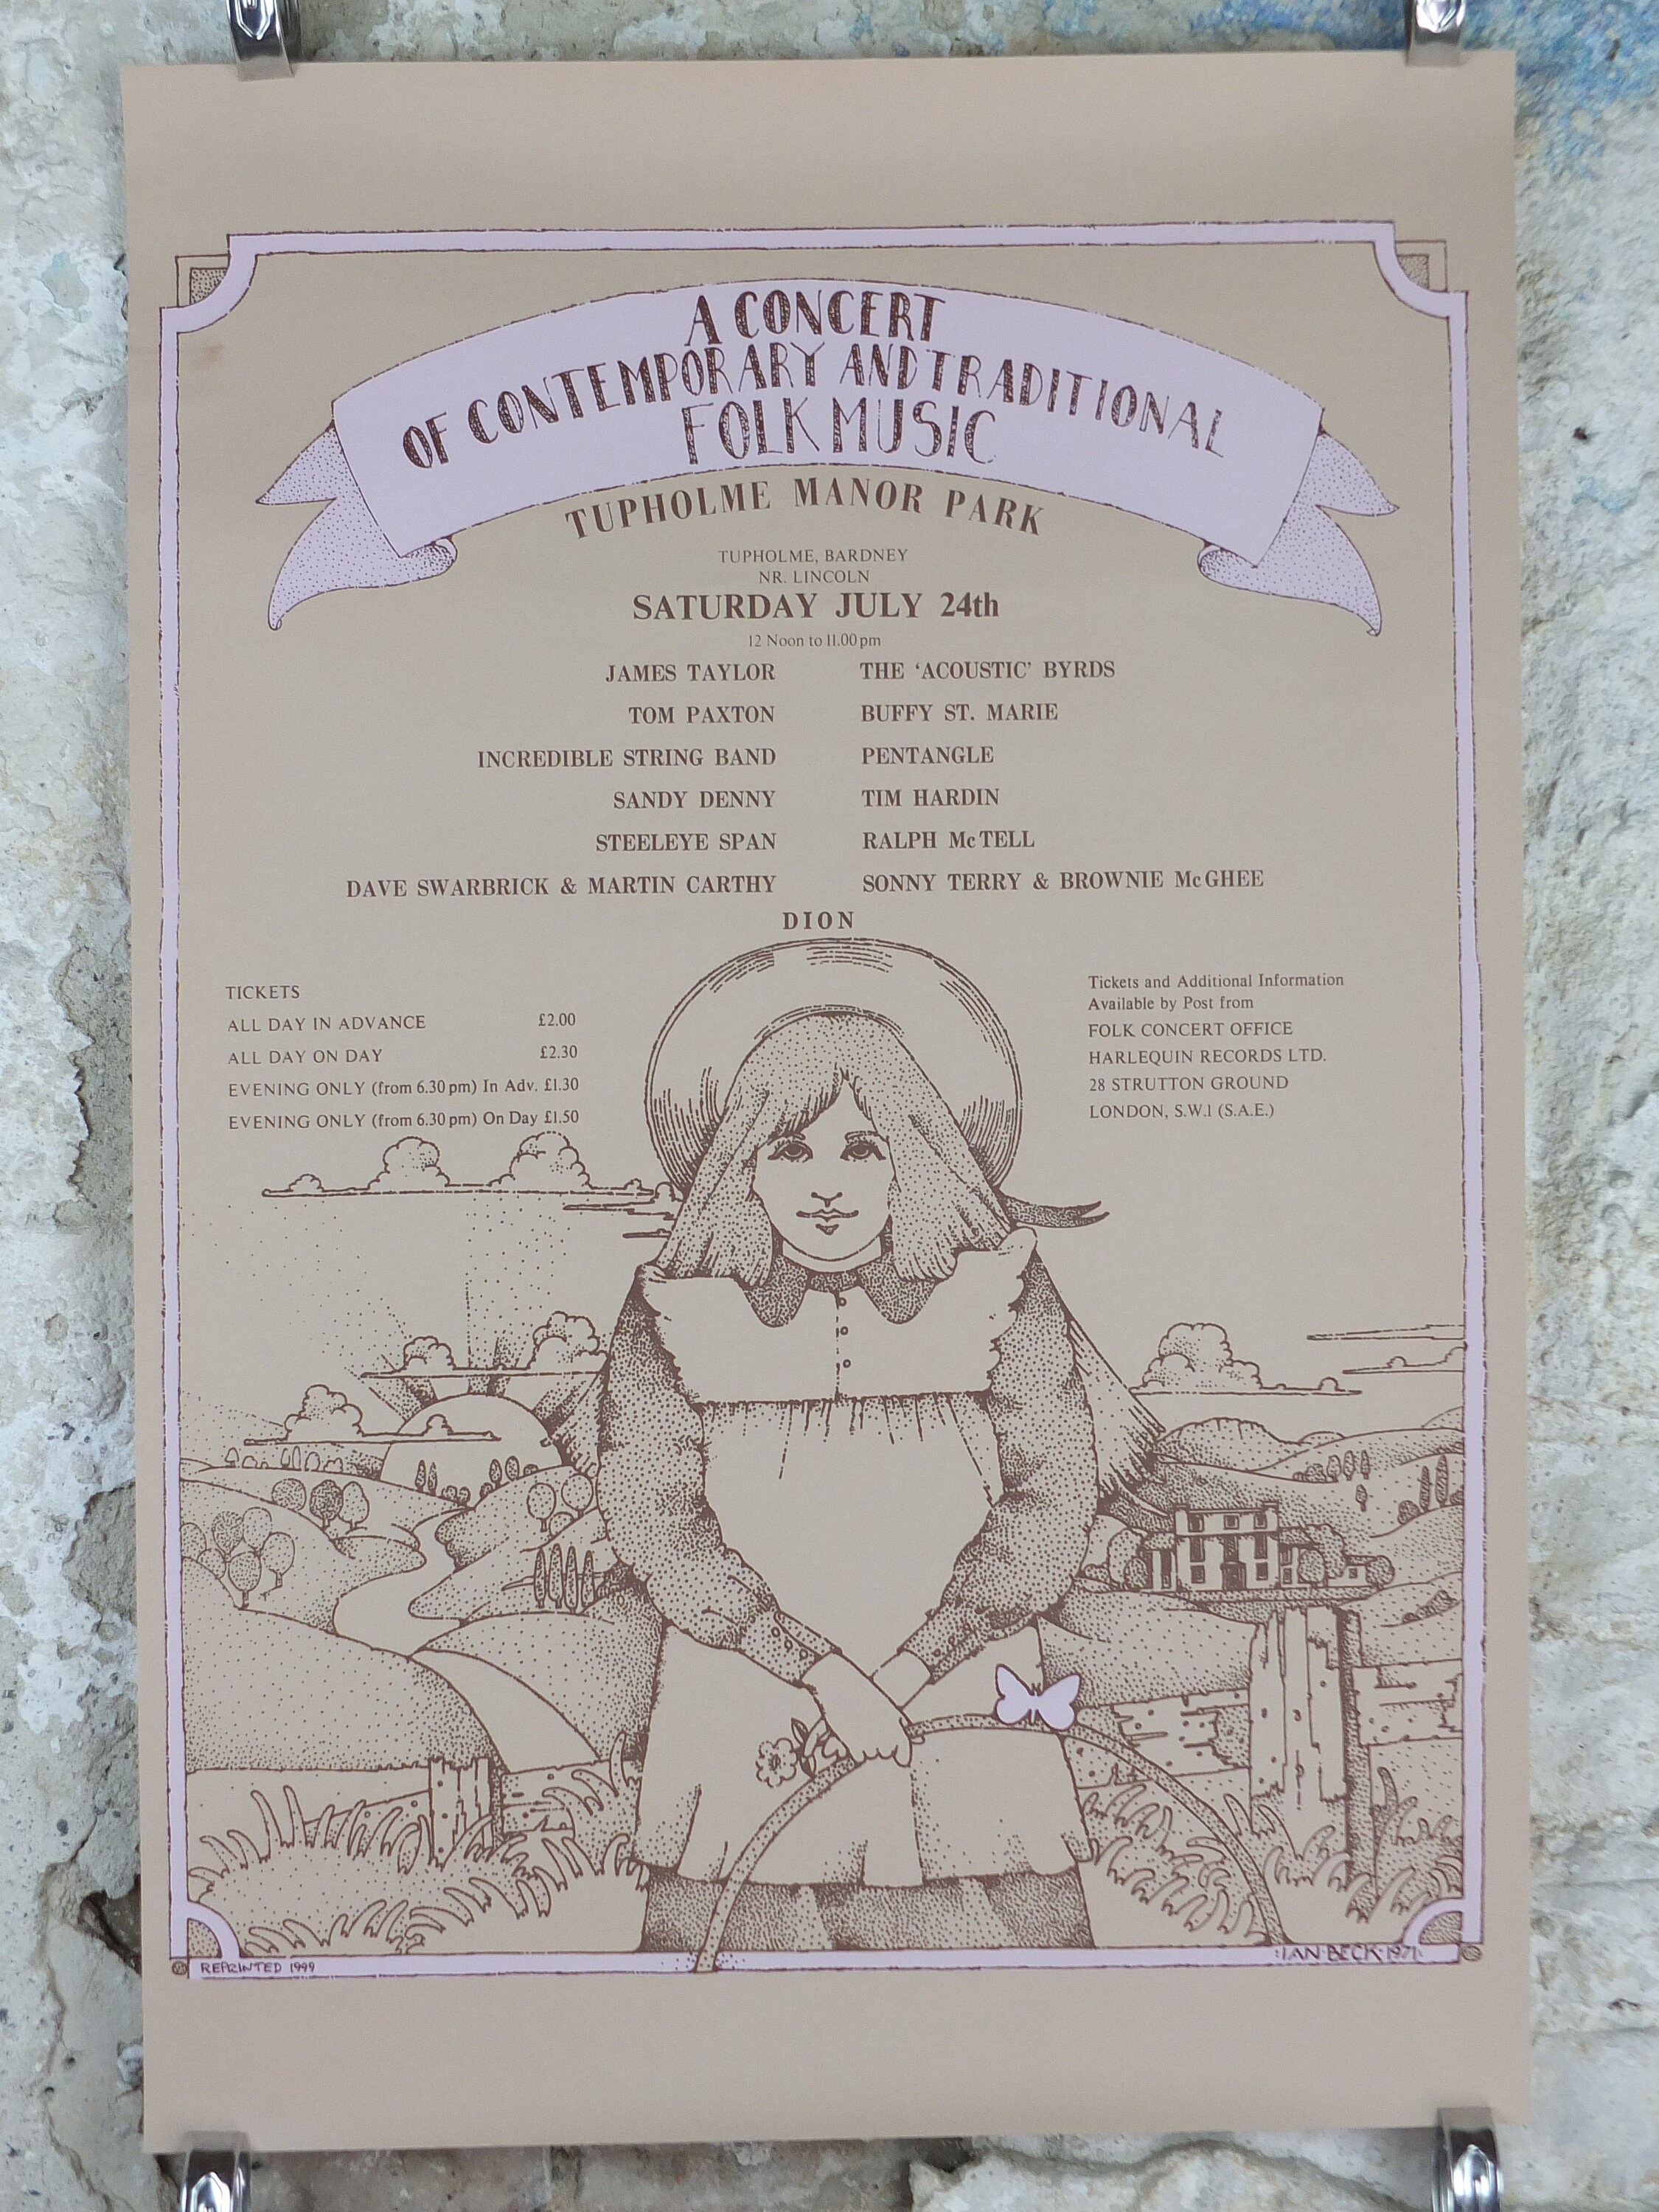 A CONCERT
OF CONTEMPORARY AND TRADITIONAL
FOLK MUSIC
TUPHOLME MANOR PARK
TUPHOLME, BARDNEY
NR. LINCOLN
SATURDAY JULY 24th
12 Noon to 11.00 pm
JAMES TAYLOR
THE ‘ACOUSTIC’ BYRDS
TOM PAXTON
BUFFY ST. MARIE
INCREDIBLE STRING BAND
PENTANGLE
SANDY DENNY
TIM HARDIN
STEELEYE SPAN
RALPH McTELL
DAVE SWARBRICK & MARTIN CARTHY
SONNY TERRY & BROWNIE McGHEE
DION
TICKETS
ALL DAY IN ADVANCE £2.00
ALL DAY ON DAY £2.30
EVENING ONLY (from 6.30 pm) In Adv. £1.30
EVENING ONLY (from 6.30 pm) On Day £1.50
Tickets and Additional Information
Available by Post from
FOLK CONCERT OFFICE
HARLEQUIN RECORDS LTD.
28 STRUTTON GROUND
LONDON, S.W.1 (S.A.E.)
REPRINTED 1999
:IAN·BECK·1971: